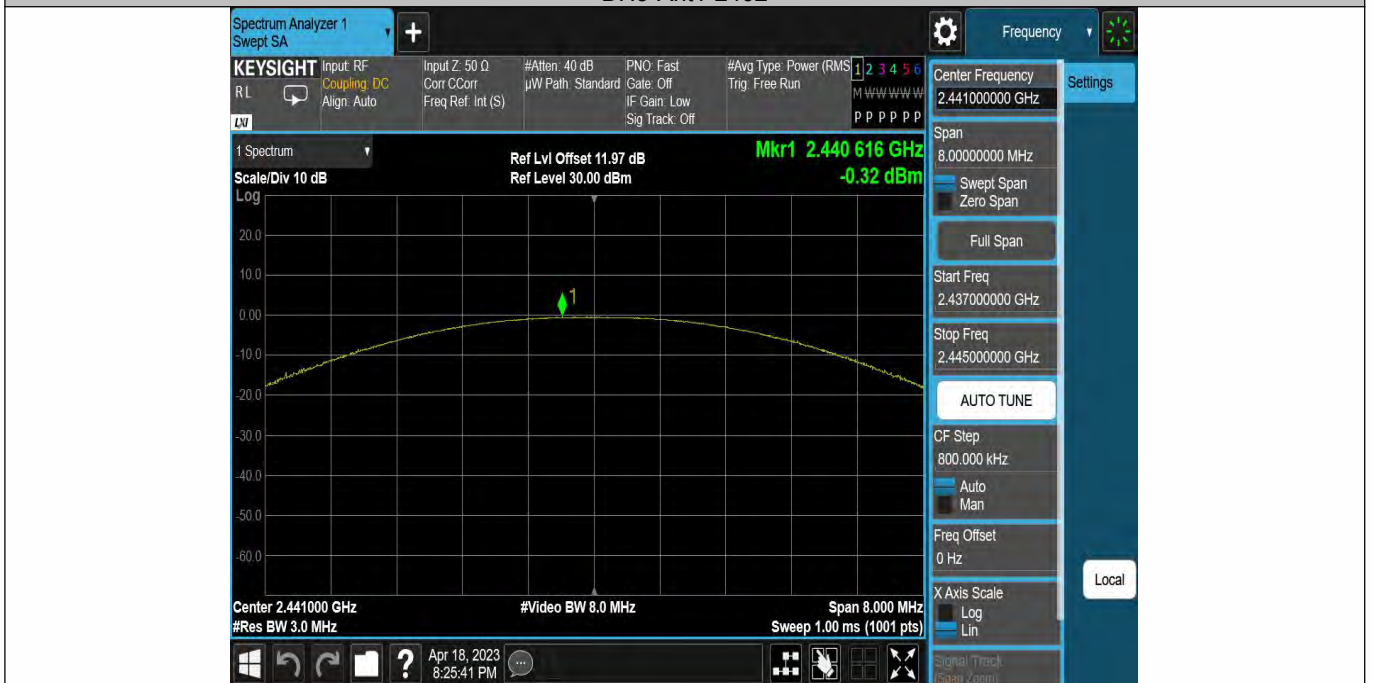 Spectrum Analyzer 1
Swept SA
+
Frequency
KEYSIGHT
RL
LXI
Input: RF
Coupling: DC
Align: Auto
Input Z: 50 Ω
Corr CCorr
Freq Ref: Int (S)
#Atten: 40 dB
µW Path: Standard
PNO: Fast
Gate: Off
IF Gain: Low
Sig Track: Off
#Avg Type: Power (RMS
Trig: Free Run
1 2 3 4 5 6
M W W W W W
P P P P P P
1 Spectrum
Scale/Div 10 dB
Log
Ref Lvl Offset 11.97 dB
Ref Level 30.00 dBm
Mkr1 2.440 616 GHz
-0.32 dBm
1
20.0
10.0
0.00
-10.0
-20.0
-30.0
-40.0
-50.0
-60.0
Center 2.441000 GHz
#Res BW 3.0 MHz
#Video BW 8.0 MHz
Span 8.000 MHz
Sweep 1.00 ms (1001 pts)
Center Frequency
2.441000000 GHz
Settings
Span
8.00000000 MHz
Swept Span
Zero Span
Full Span
Start Freq
2.437000000 GHz
Stop Freq
2.445000000 GHz
AUTO TUNE
CF Step
800.000 kHz
Auto
Man
Freq Offset
0 Hz
X Axis Scale
Log
Lin
Local
Signal Track
(Span Zoom)
?
Apr 18, 2023
8:25:41 PM